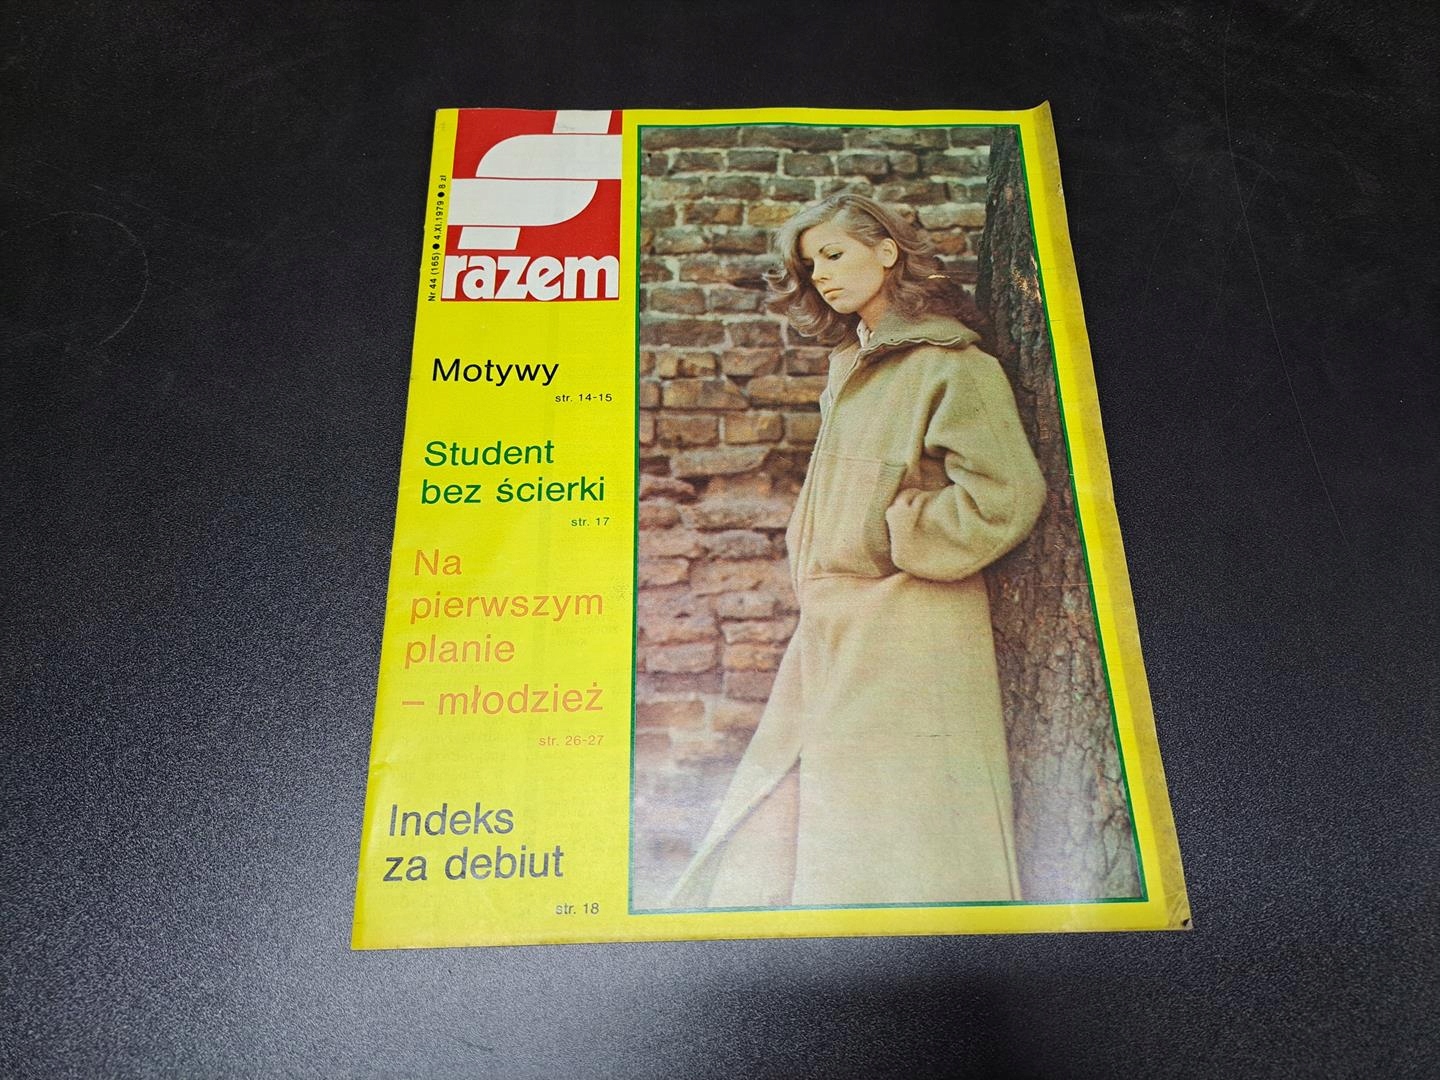 Nr 44 (165) ● 4.XI.1979 ● 8 zł
razem
Motywy
str. 14-15
Student
bez ścierki
str. 17
Na
pierwszym
planie
– młodzież
str. 26-27
Indeks
za debiut
str. 18